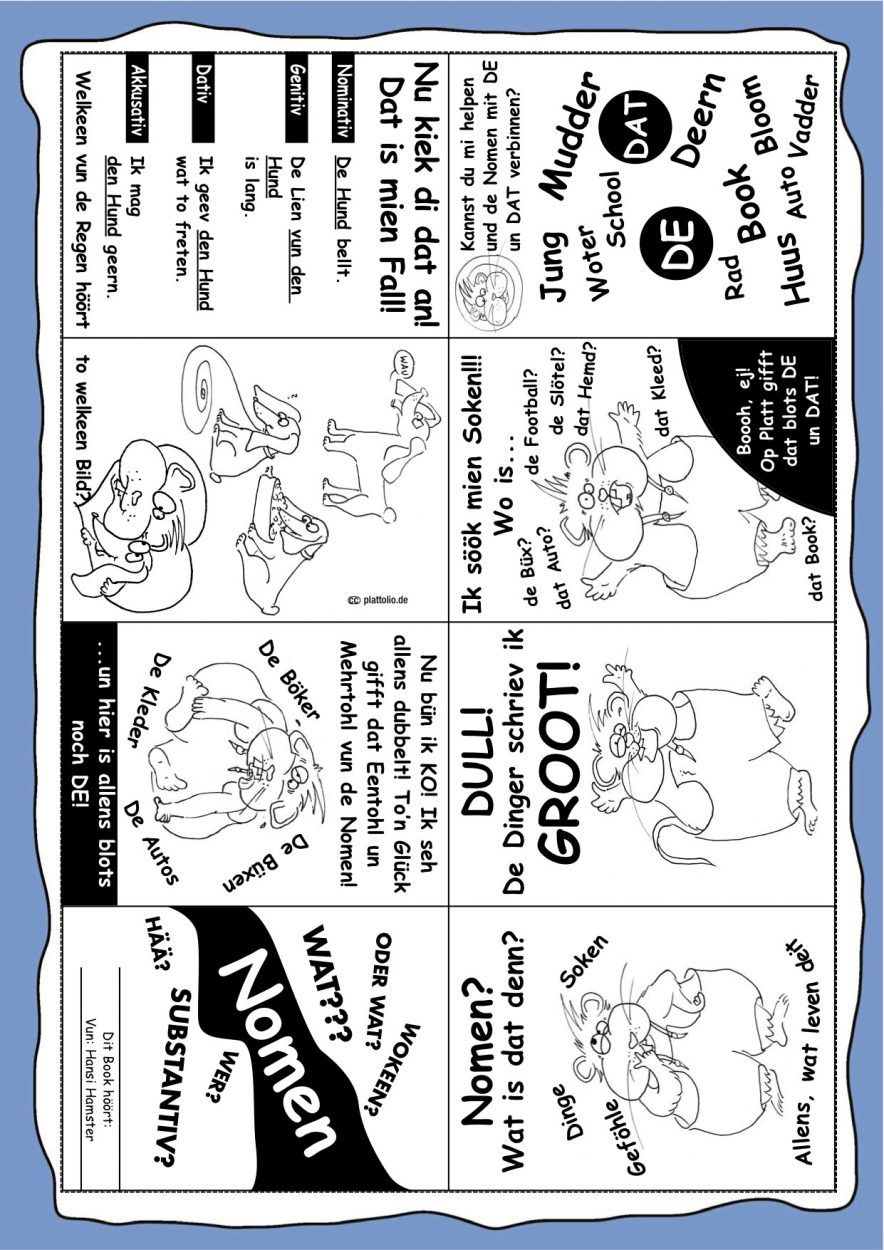 Nomen
ODER WAT?
WOKEEN?
WAT???
WER?
HÄÄ?
SUBSTANTIV?
Dit Book höört:
Vun: Hansi Hamster
Nomen?
Wat is dat denn?
Soken
Dinge
Geföhle
Allens, wat leven deit
DULL!
De Dinger schriev ik
GROOT!
Ik söök mien Soken!!!
Wo is...
de Büx?
de Football?
dat Auto?
de Slötel?
dat Hemd?
dat Kleed?
dat Book?
Boooh, ej!
Op Platt gifft
dat blots DE
un DAT!
Kannst du mi helpen
und de Nomen mit DE
un DAT verbinnen?
Jung
Mudder
Woter
School
DAT
DE
Deern
Rad
Book
Bloom
Huus
Auto
Vadder
Nu kiek di dat an!
Dat is mien Fall!
Nominativ De Hund bellt.
Genitiv De Lien vun den
Hund
is lang.
Dativ Ik geev den Hund
wat to freten.
Akkusativ Ik mag
den Hund geern.
Welkeen vun de Regen höört
to welkeen Bild?
WAU!
?
cc plattolio.de
Nu bün ik KO! Ik seh
allens dubbelt! To'n Glück
gifft dat Eentohl un
Mehrtohl vun de Nomen!
De Böker
De Büxen
De Kleder
De Autos
...un hier is allens blots
noch DE!